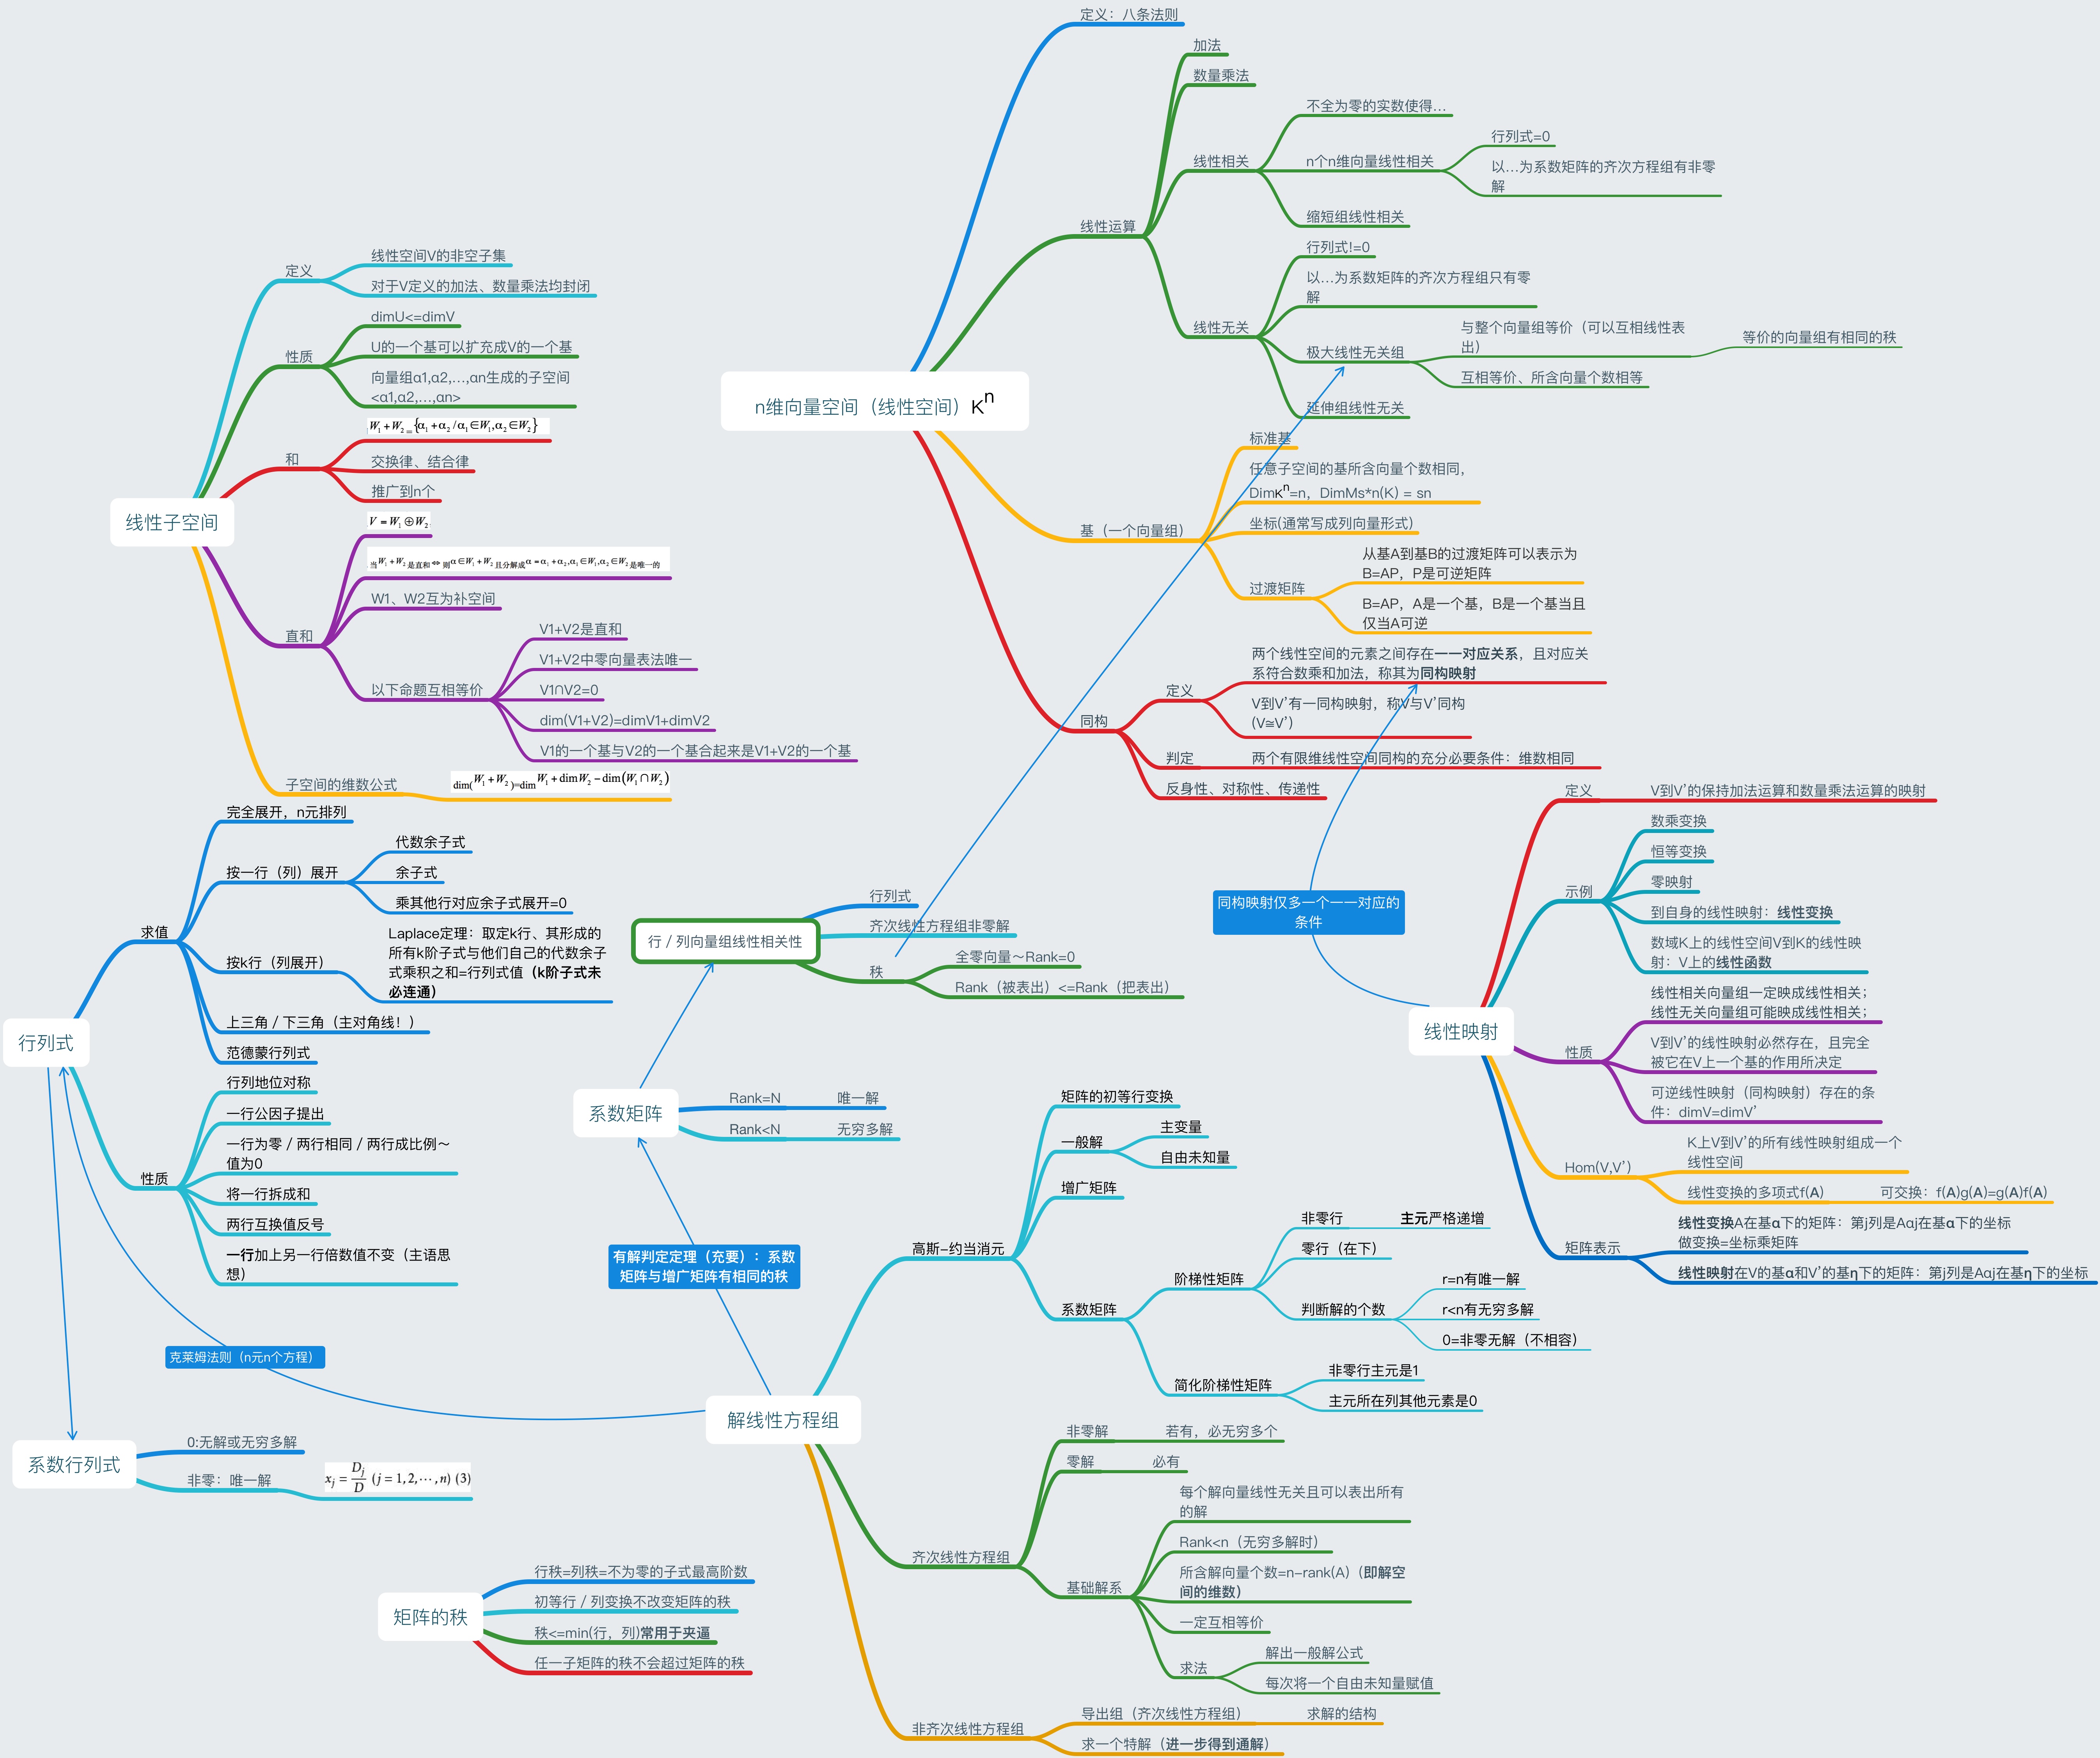 n维向量空间（线性空间）Kⁿ
定义：八条法则
线性运算
加法
数量乘法
线性相关
不全为零的实数使得...
n个n维向量线性相关
行列式=0
以...为系数矩阵的齐次方程组有非零
解
缩短组线性相关
线性无关
行列式!=0
以...为系数矩阵的齐次方程组只有零
解
极大线性无关组
与整个向量组等价（可以互相线性表
出）
等价的向量组有相同的秩
互相等价、所含向量个数相等
延伸组线性无关
基（一个向量组）
标准基
任意子空间的基所含向量个数相同，
DimKⁿ=n，DimMs*n(K) = sn
坐标(通常写成列向量形式)
过渡矩阵
从基A到基B的过渡矩阵可以表示为
B=AP，P是可逆矩阵
B=AP，A是一个基，B是一个基当且
仅当A可逆
同构
定义
两个线性空间的元素之间存在一一对应关系，且对应关
系符合数乘和加法，称其为同构映射
V到V’有一同构映射，称V与V’同构
(V≅V’)
判定
两个有限维线性空间同构的充分必要条件：维数相同
反身性、对称性、传递性
线性子空间
定义
线性空间V的非空子集
对于V定义的加法、数量乘法均封闭
性质
dimU<=dimV
U的一个基可以扩充成V的一个基
向量组α1,α2,...,αn生成的子空间
<α1,α2,...,αn>
和
W₁+W₂={α₁+α₂/α₁∈W₁,α₂∈W₂}
交换律、结合律
推广到n个
直和
V=W₁⊕W₂
当W₁+W₂是直和⇔则α∈W₁+W₂且分解成α=α₁+α₂,α₁∈W₁,α₂∈W₂是唯一的
W1、W2互为补空间
以下命题互相等价
V1+V2是直和
V1+V2中零向量表法唯一
V1∩V2=0
dim(V1+V2)=dimV1+dimV2
V1的一个基与V2的一个基合起来是V1+V2的一个基
子空间的维数公式
dim(W₁+W₂)=dimW₁+dimW₂−dim(W₁∩W₂)
行列式
求值
完全展开，n元排列
按一行（列）展开
代数余子式
余子式
乘其他行对应余子式展开=0
按k行（列展开）
Laplace定理：取定k行、其形成的
所有k阶子式与他们自己的代数余子
式乘积之和=行列式值（k阶子式未
必连通）
上三角／下三角（主对角线！）
范德蒙行列式
性质
行列地位对称
一行公因子提出
一行为零／两行相同／两行成比例～
值为0
将一行拆成和
两行互换值反号
一行加上另一行倍数值不变（主语思
想）
克莱姆法则（n元n个方程）
系数行列式
0:无解或无穷多解
非零：唯一解
xⱼ=Dⱼ/D (j=1,2,⋯,n) (3)
行／列向量组线性相关性
行列式
齐次线性方程组非零解
秩
全零向量～Rank=0
Rank（被表出）<=Rank（把表出）
系数矩阵
Rank=N
唯一解
Rank<N
无穷多解
有解判定定理（充要）：系数
矩阵与增广矩阵有相同的秩
同构映射仅多一个一一对应的
条件
线性映射
定义
V到V’的保持加法运算和数量乘法运算的映射
示例
数乘变换
恒等变换
零映射
到自身的线性映射：线性变换
数域K上的线性空间V到K的线性映
射：V上的线性函数
性质
线性相关向量组一定映成线性相关；
线性无关向量组可能映成线性相关；
V到V’的线性映射必然存在，且完全
被它在V上一个基的作用所决定
可逆线性映射（同构映射）存在的条
件：dimV=dimV’
Hom(V,V’)
K上V到V’的所有线性映射组成一个
线性空间
线性变换的多项式f(A)
可交换：f(A)g(A)=g(A)f(A)
矩阵表示
线性变换A在基α下的矩阵：第j列是Aαj在基α下的坐标
做变换=坐标乘矩阵
线性映射在V的基α和V’的基η下的矩阵：第j列是Aαj在基η下的坐标
解线性方程组
高斯-约当消元
矩阵的初等行变换
一般解
主变量
自由未知量
增广矩阵
系数矩阵
阶梯性矩阵
非零行
主元严格递增
零行（在下）
判断解的个数
r=n有唯一解
r<n有无穷多解
0=非零无解（不相容）
简化阶梯性矩阵
非零行主元是1
主元所在列其他元素是0
齐次线性方程组
非零解
若有，必无穷多个
零解
必有
基础解系
每个解向量线性无关且可以表出所有
的解
Rank<n（无穷多解时）
所含解向量个数=n-rank(A)（即解空
间的维数）
一定互相等价
求法
解出一般解公式
每次将一个自由未知量赋值
非齐次线性方程组
导出组（齐次线性方程组）
求解的结构
求一个特解（进一步得到通解）
矩阵的秩
行秩=列秩=不为零的子式最高阶数
初等行／列变换不改变矩阵的秩
秩<=min(行，列)常用于夹逼
任一子矩阵的秩不会超过矩阵的秩